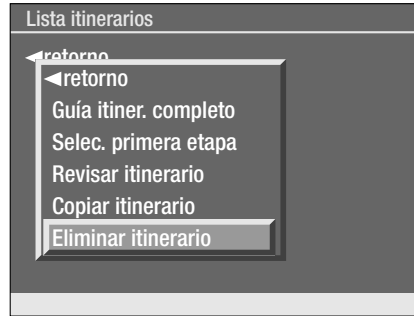 Lista itinerarios
◄retorno
◄retorno
Guía itiner. completo
Selec. primera etapa
Revisar itinerario
Copiar itinerario
Eliminar itinerario